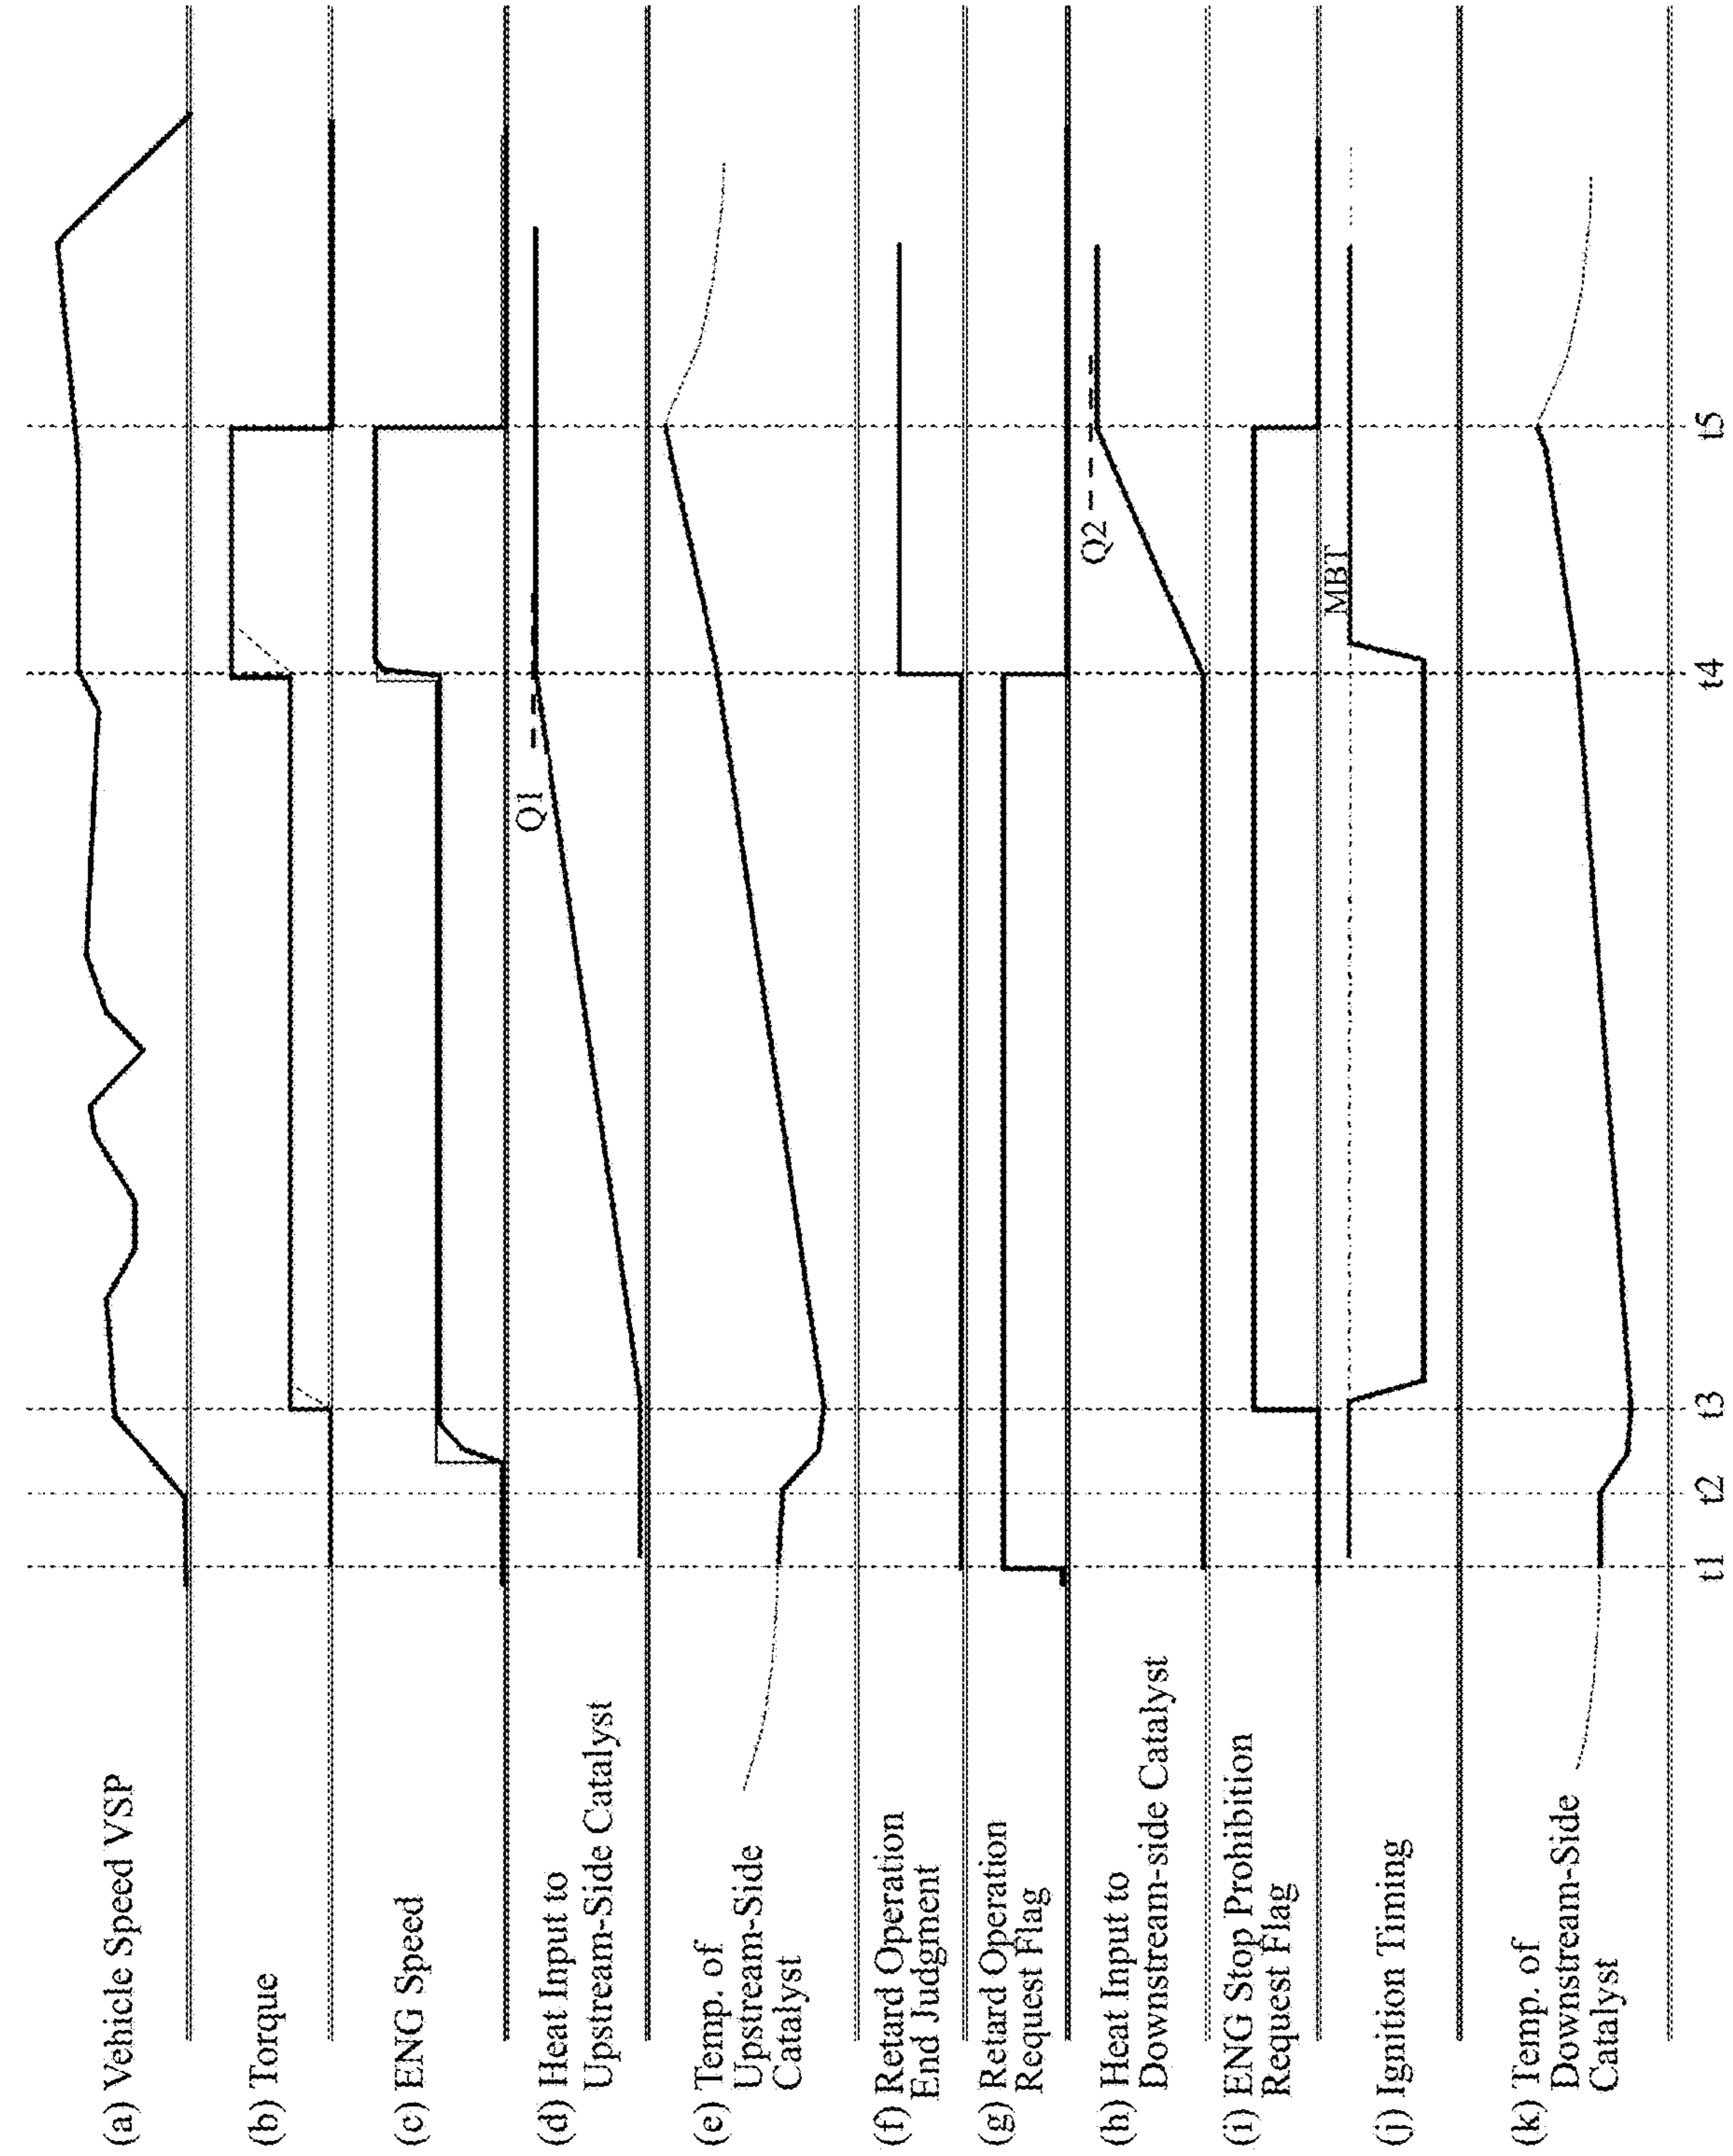 (a) Vehicle Speed VSP
(b) Torque
(c) ENG Speed
(d) Heat Input to
Upstream-Side Catalyst
Q1
(e) Temp. of
Upstream-Side
Catalyst
(f) Retard Operation
End Judgment
(g) Retard Operation
Request Flag
(h) Heat Input to
Downstream-side Catalyst
Q2
(i) ENG Stop Prohibition
Request Flag
(j) Ignition Timing
MBT
(k) Temp. of
Downstream-Side
Catalyst
t1 t2 t3 t4 t5